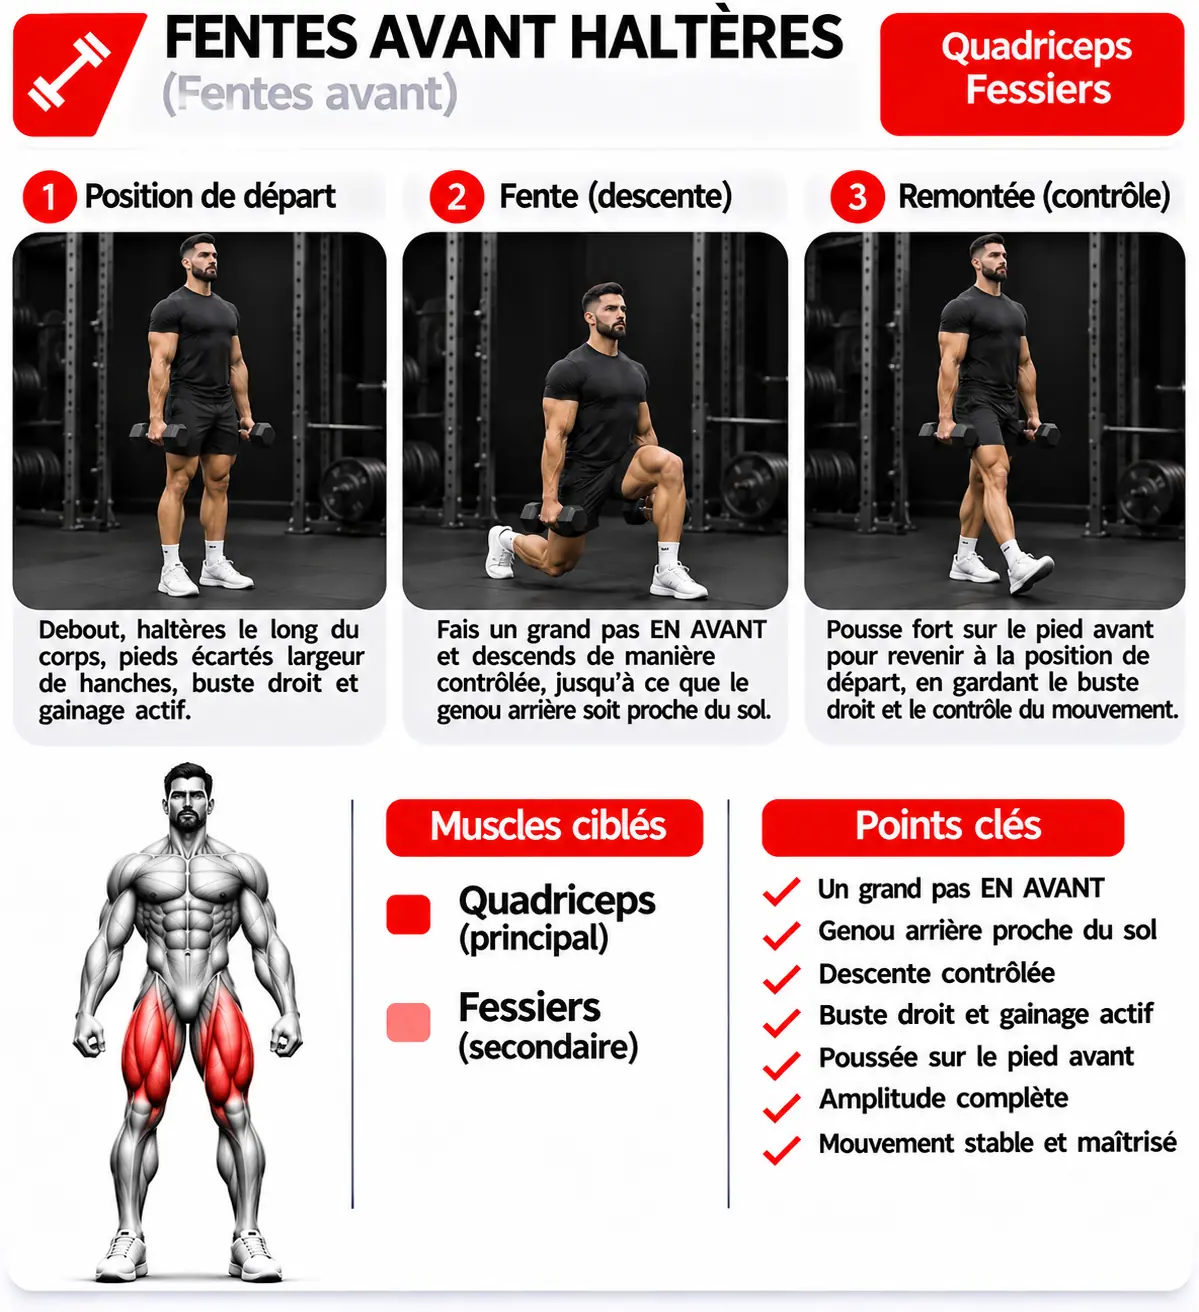 FENTES AVANT HALTÈRES
(Fentes avant)
Quadriceps
Fessiers
1 Position de départ
2 Fente (descente)
3 Remontée (contrôle)
Debout, haltères le long du
corps, pieds écartés largeur
de hanches, buste droit et
gainage actif.
Fais un grand pas EN AVANT
et descends de manière
contrôlée, jusqu'à ce que le
genou arrière soit proche du sol.
Pousse fort sur le pied avant
pour revenir à la position de
départ, en gardant le buste
droit et le contrôle du mouvement.
Muscles ciblés
Quadriceps
(principal)
Fessiers
(secondaire)
Points clés
Un grand pas EN AVANT
Genou arrière proche du sol
Descente contrôlée
Buste droit et gainage actif
Poussée sur le pied avant
Amplitude complète
Mouvement stable et maîtrisé